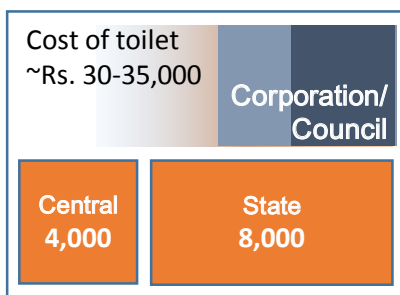 Cost of toilet
~Rs. 30-35,000
Corporation/
Council
Central
4,000
State
8,000